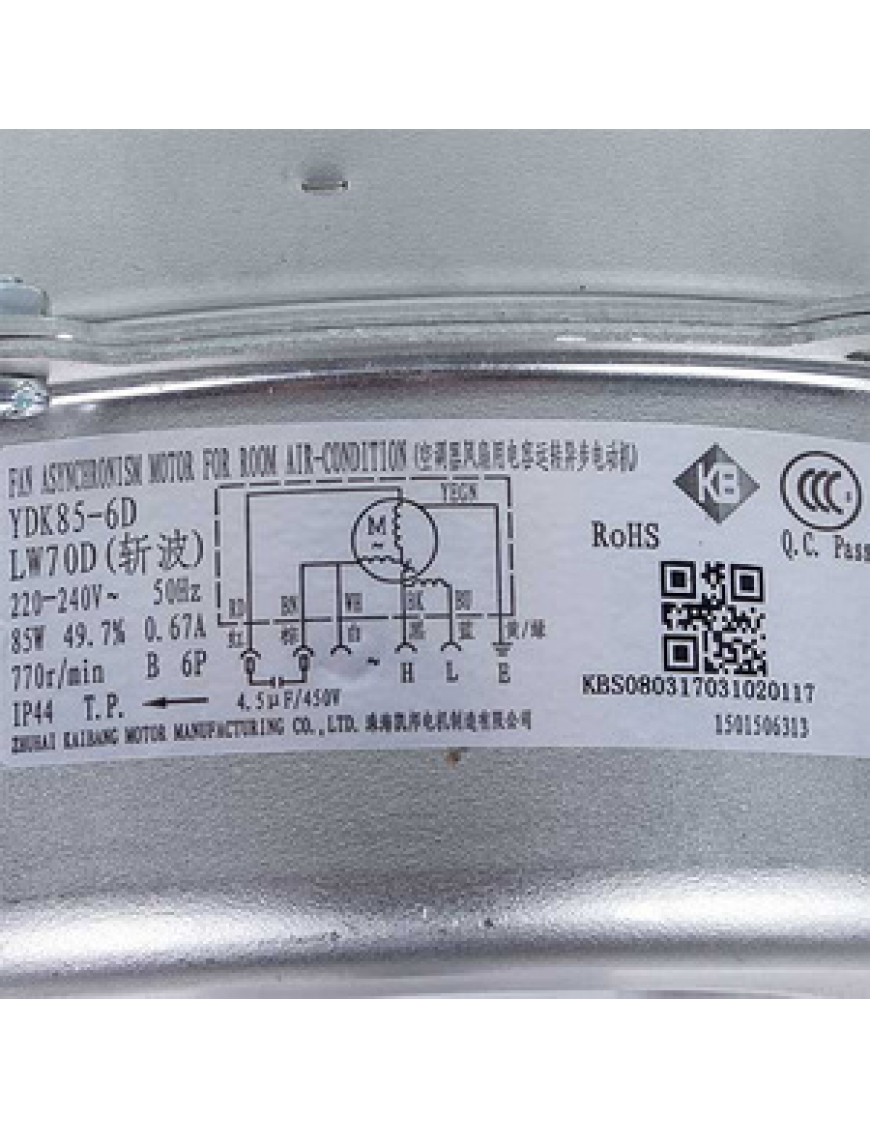 FAN ASYNCHRONISM MOTOR FOR ROOM AIR-CONDITION (空调器风扇用电容运转异步电动机)
YDK85-6D
LW70D(斩波)
220-240V~ 50Hz
85W 49.7% 0.67A
770r/min B 6P
IP44 T.P.
YEGN
M
~
RD BN WH BK BU
红 棕 白 黑 蓝 黄/绿
~ H L E
4.5μF/450V
ZHUHAI KAIBANG MOTOR MANUFACTURING CO.,LTD. 珠海凯邦电机制造有限公司
KB
CCC
RoHS
Q.C. Pass
KBS080317031020117
1501506313